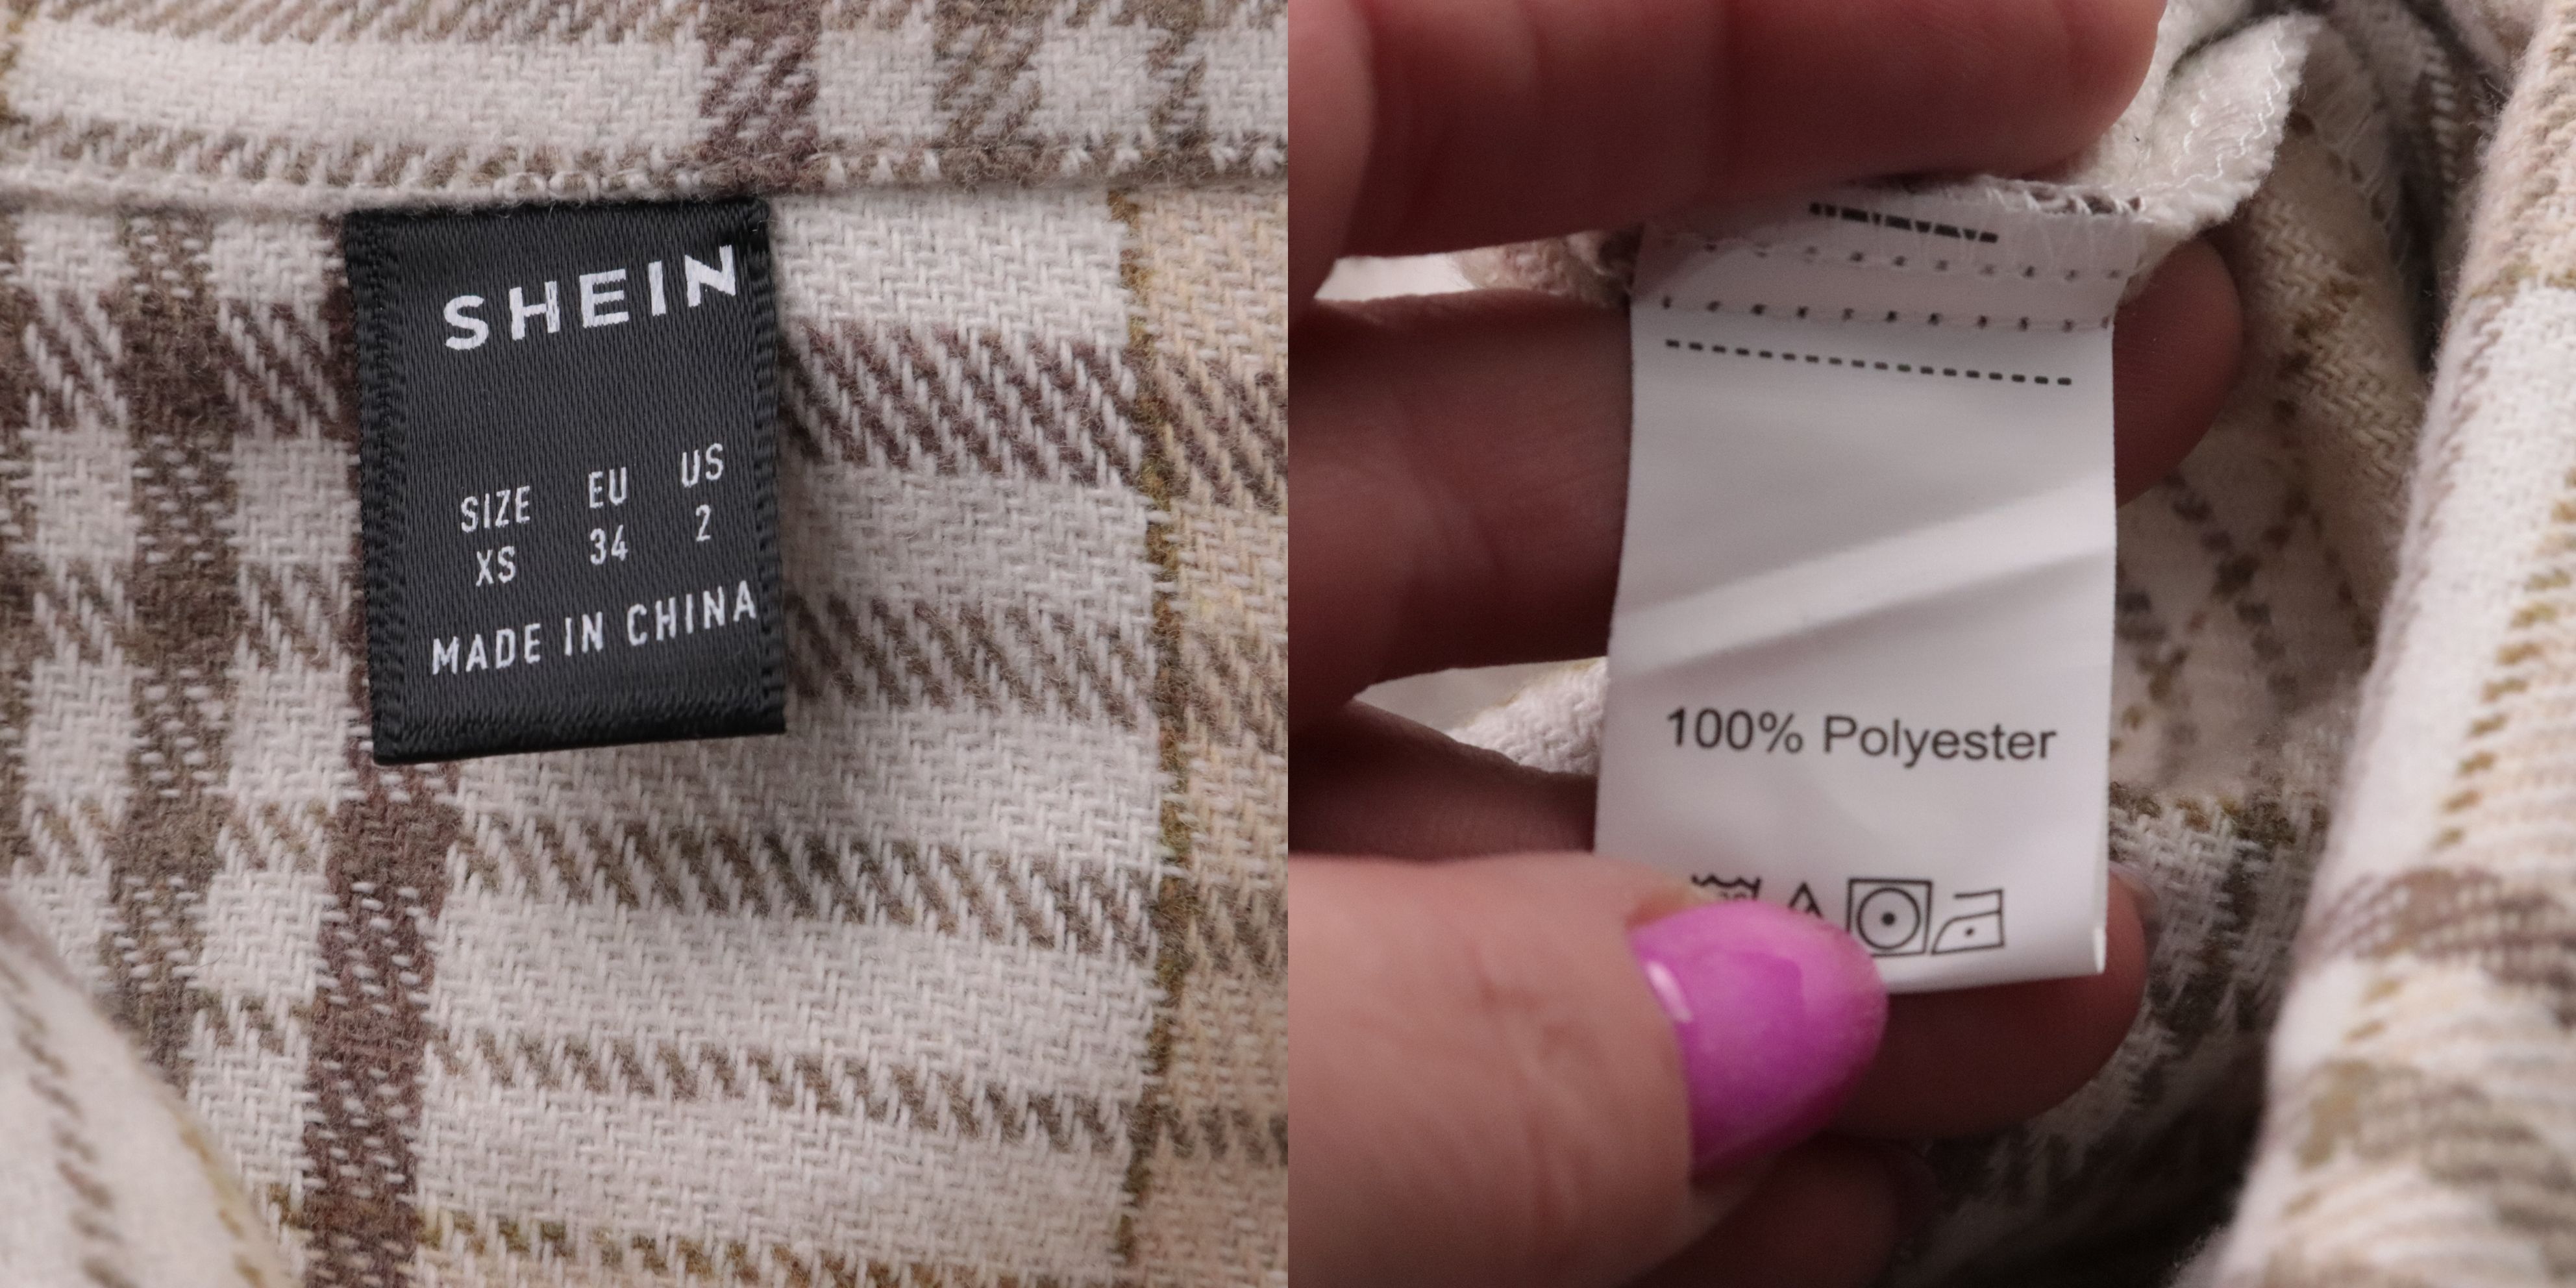 SHEIN
SIZE EU US
XS 34 2
MADE IN CHINA
100% Polyester